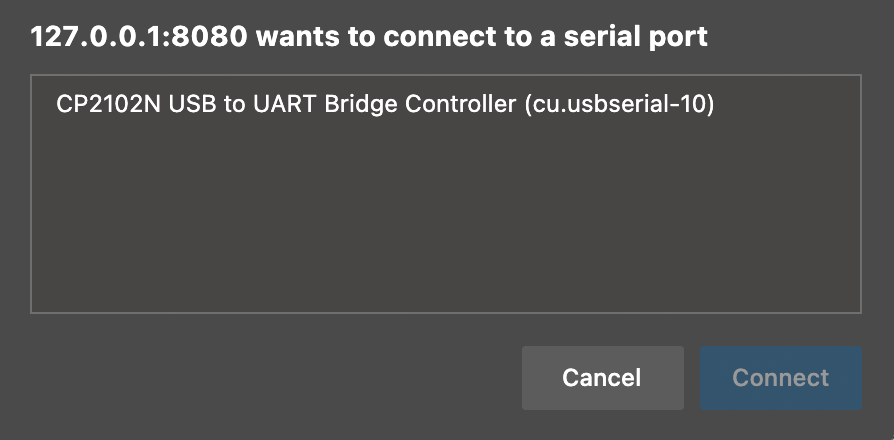 127.0.0.1:8080 wants to connect to a serial port
CP2102N USB to UART Bridge Controller (cu.usbserial-10)
Cancel
Connect